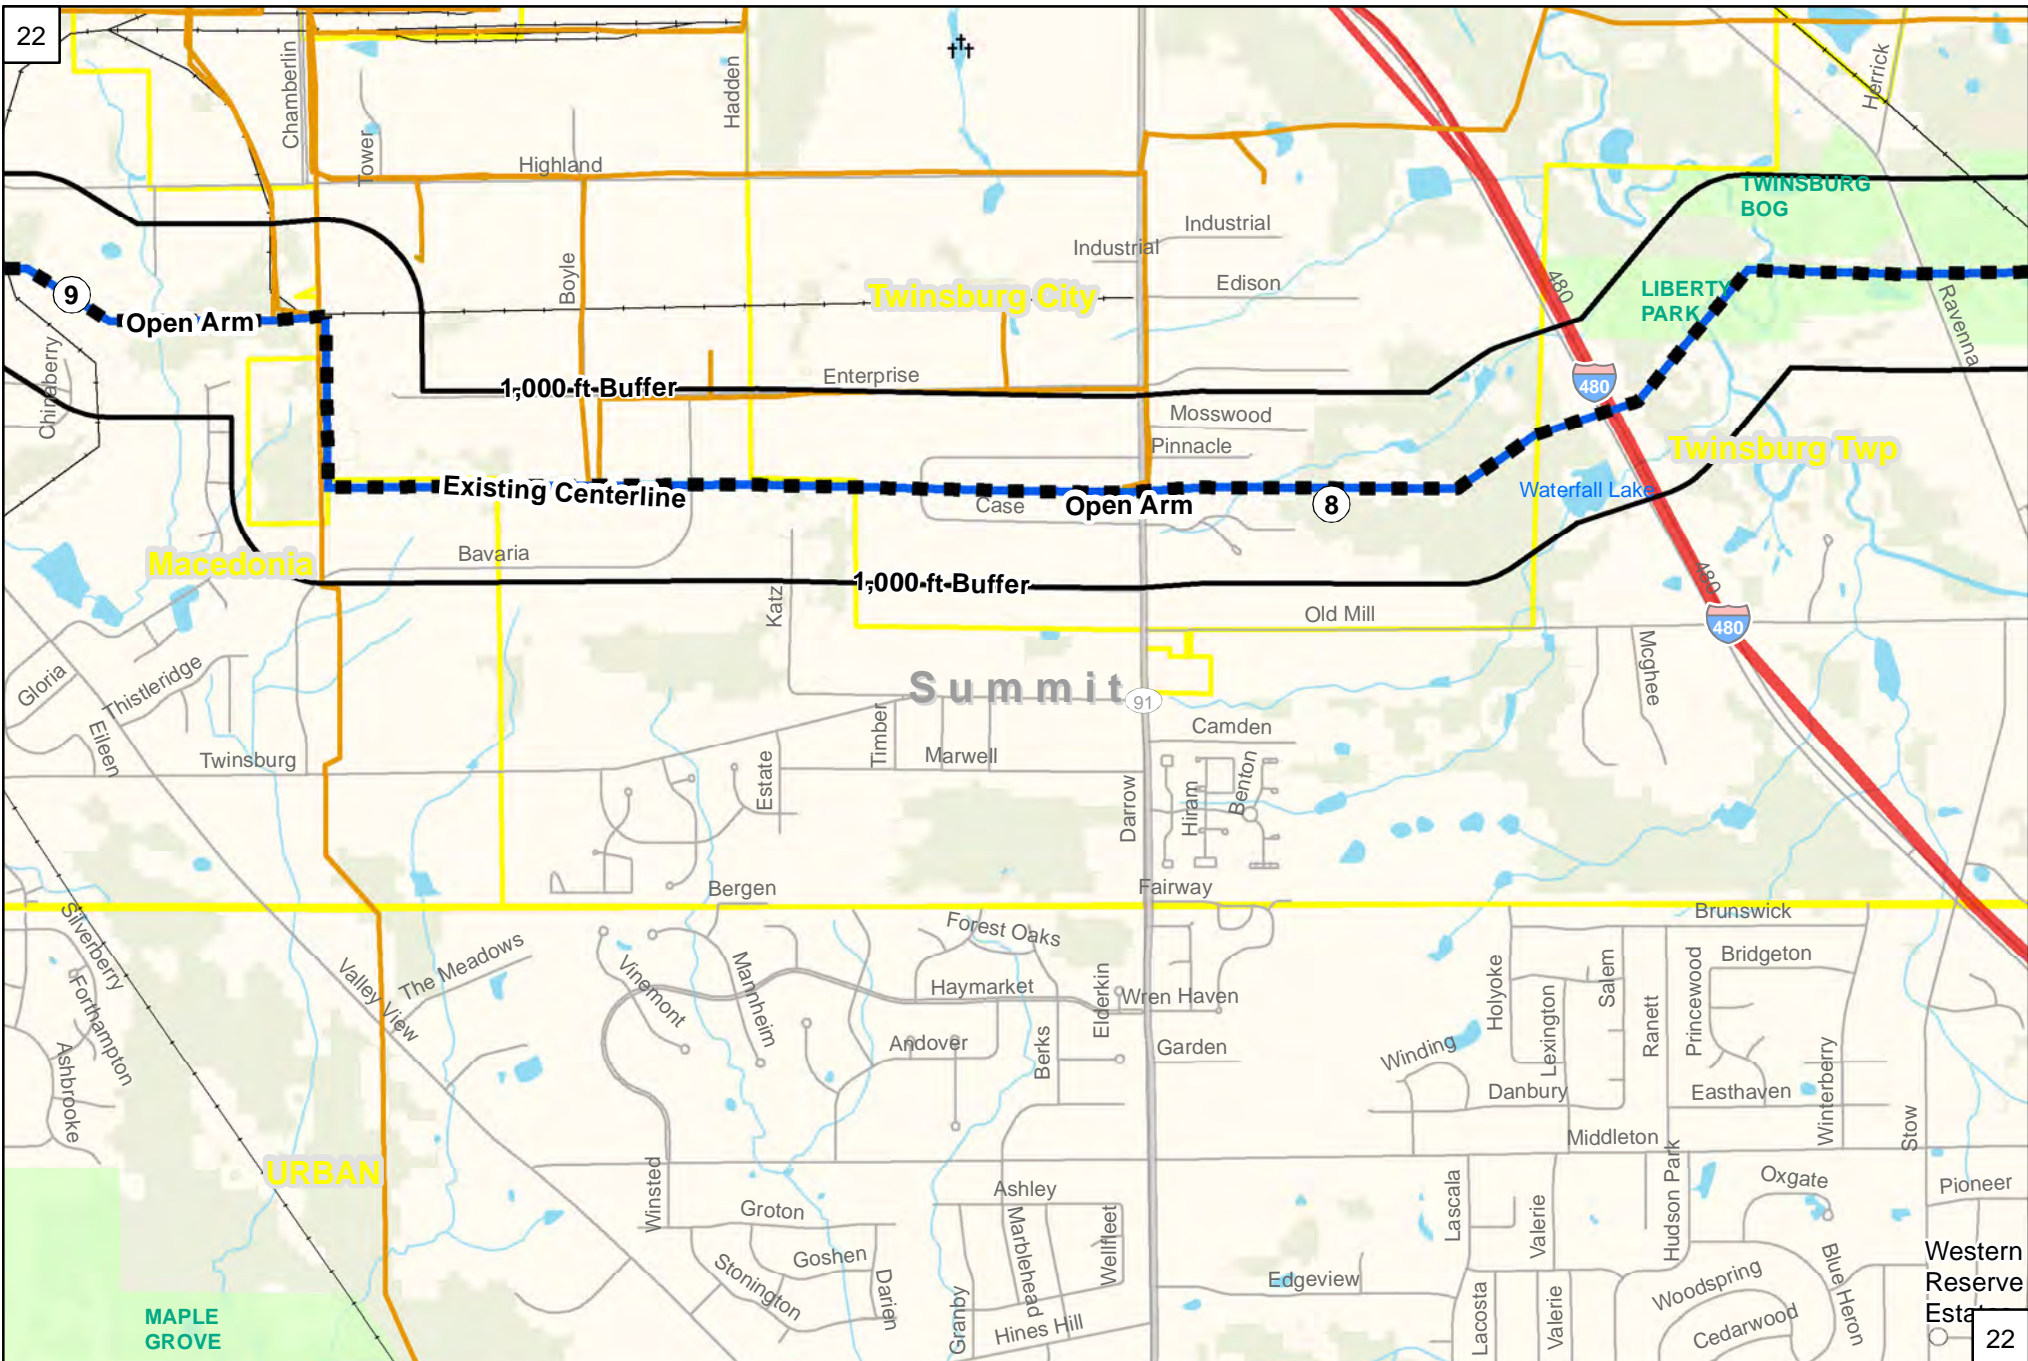 22
Chamberlin
Hadden
Herrick
Tower
Highland
TWINSBURG
BOG
Industrial
Industrial
Boyle
Edison
Twinsburg City
480
LIBERTY
PARK
9
Open Arm
Ravenna
Chinaberry
1,000 ft Buffer
Enterprise
480
Mosswood
Pinnacle
Twinsburg Twp
Existing Centerline
Case
Open Arm
8
Waterfall Lake
Macedonia
Bavaria
1,000 ft Buffer
Katz
480
Old Mill
480
Mcghee
Gloria
Thistleridge
Summit
91
Eileen
Timber
Camden
Twinsburg
Estate
Marwell
Darrow
Hiram
Benton
Bergen
Fairway
Brunswick
Silverberry
Forest Oaks
The Meadows
Mannheim
Vinemont
Bridgeton
Salem
Princewood
Holyoke
Forthampton
Valley View
Haymarket
Elderkin
Wren Haven
Lexington
Ranett
Andover
Berks
Garden
Winding
Ashbrooke
Danbury
Easthaven
Winterberry
Stow
Middleton
URBAN
Winsted
Ashley
Hudson Park
Oxgate
Pioneer
Lascala
Valerie
Groton
Marblehead
Wellfleet
Goshen
Stonington
Darien
Edgeview
Woodspring
Blue Heron
Western
Reserve
Estates
MAPLE
GROVE
Granby
Hines Hill
Lacosta
Valerie
Cedarwood
22